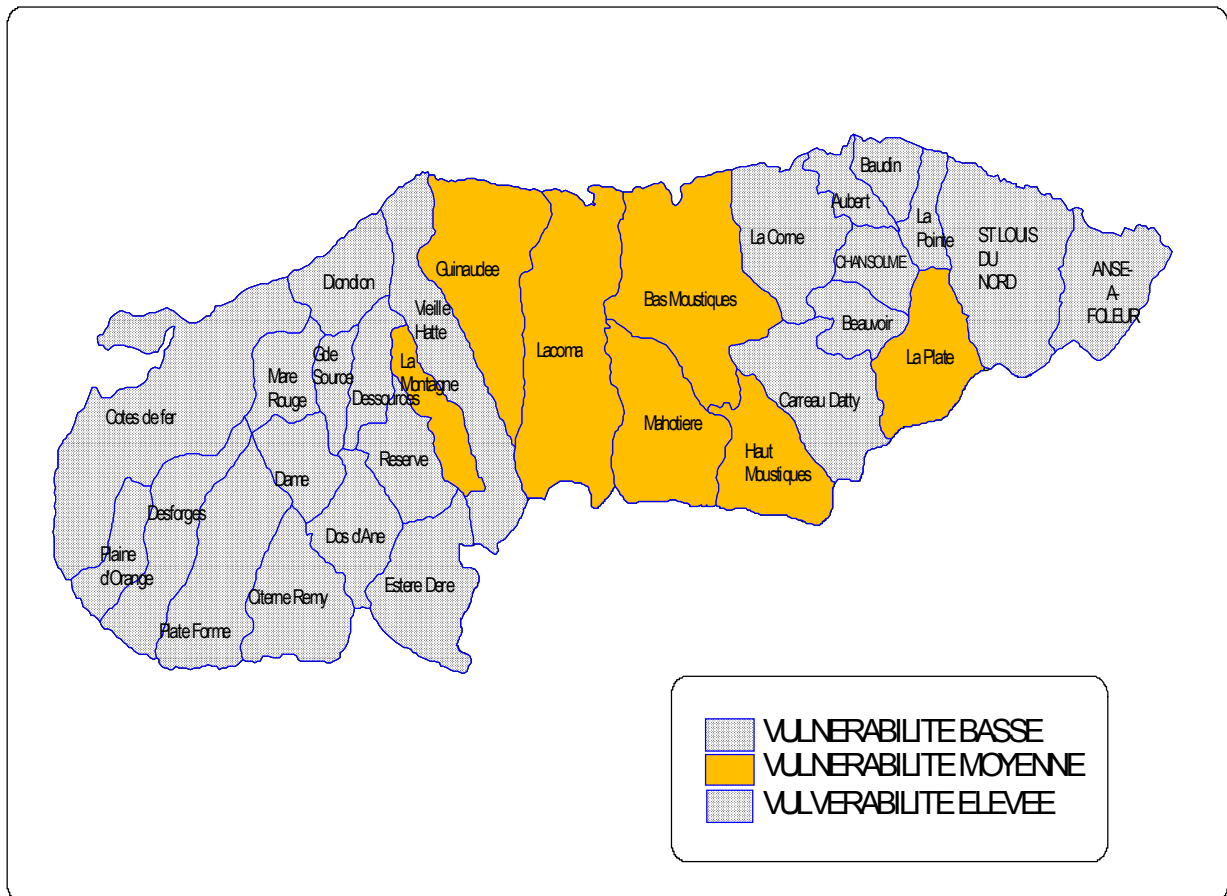 Baudin
Aubert
La
Pointe
La Corne
ST LOUIS
DU
NORD
CHANSOLME
ANSE-
A-
FOLEUR
Guinaudee
Diondion
Bas Moustiques
Vieille
Hatte
Beauvoir
Lacoma
La Plate
Gde
Source
La
Montagne
Mare
Rouge
Dessources
Carreau Datty
Cotes de fer
Mahotiere
Haut
Moustiques
Reserve
Dame
Desforges
Dos d'Ane
Plaine
d'Orange
Estere Dere
Citerne Remy
Plate Forme
VULNERABILITE BASSE
VULNERABILITE MOYENNE
VULVERABILITE ELEVEE